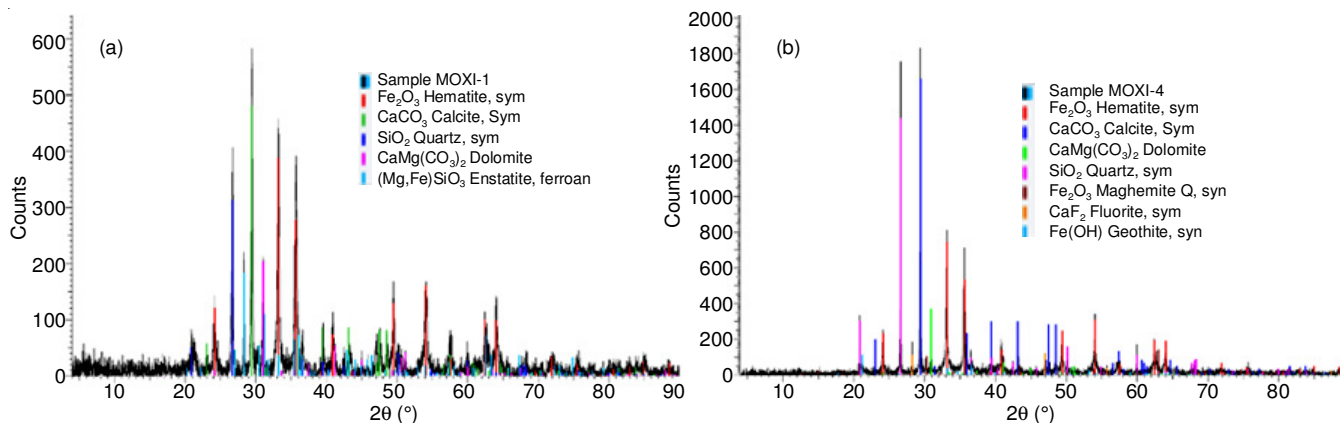 (a)
600
500
400
300
200
100
0
Counts
10 20 30 40 50 60 70 80 90
2θ (°)
Sample MOXI-1
Fe₂O₃ Hematite, sym
CaCO₃ Calcite, Sym
SiO₂ Quartz, sym
CaMg(CO₃)₂ Dolomite
(Mg,Fe)SiO₃ Enstatite, ferroan
(b)
2000
1800
1600
1400
1200
1000
800
600
400
200
0
Counts
10 20 30 40 50 60 70 80
2θ (°)
Sample MOXI-4
Fe₂O₃ Hematite, sym
CaCO₃ Calcite, Sym
CaMg(CO₃)₂ Dolomite
SiO₂ Quartz, sym
Fe₂O₃ Maghemite Q, syn
CaF₂ Fluorite, sym
Fe(OH) Geothite, syn